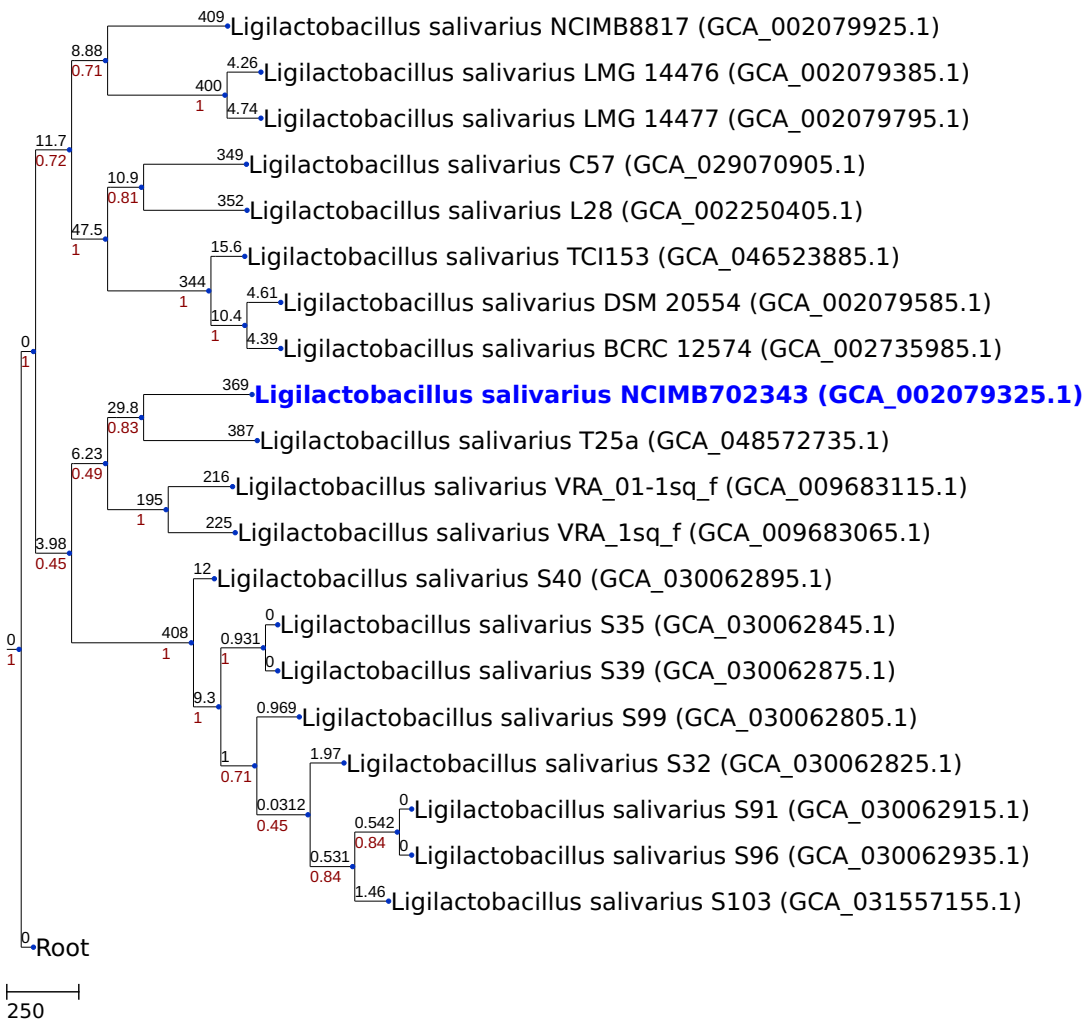 409
Ligilactobacillus salivarius NCIMB8817 (GCA_002079925.1)
8.88
0.71
4.26
Ligilactobacillus salivarius LMG 14476 (GCA_002079385.1)
400
1
4.74
Ligilactobacillus salivarius LMG 14477 (GCA_002079795.1)
11.7
0.72
349
Ligilactobacillus salivarius C57 (GCA_029070905.1)
10.9
0.81
352
Ligilactobacillus salivarius L28 (GCA_002250405.1)
47.5
1
15.6
Ligilactobacillus salivarius TCI153 (GCA_046523885.1)
344
1
4.61
Ligilactobacillus salivarius DSM 20554 (GCA_002079585.1)
10.4
1
4.39
Ligilactobacillus salivarius BCRC 12574 (GCA_002735985.1)
0
1
369
Ligilactobacillus salivarius NCIMB702343 (GCA_002079325.1)
29.8
0.83
387
Ligilactobacillus salivarius T25a (GCA_048572735.1)
6.23
0.49
216
Ligilactobacillus salivarius VRA_01-1sq_f (GCA_009683115.1)
195
1
225
Ligilactobacillus salivarius VRA_1sq_f (GCA_009683065.1)
3.98
0.45
12
Ligilactobacillus salivarius S40 (GCA_030062895.1)
408
1
0
Ligilactobacillus salivarius S35 (GCA_030062845.1)
0.931
1
0
Ligilactobacillus salivarius S39 (GCA_030062875.1)
0
1
9.3
1
0.969
Ligilactobacillus salivarius S99 (GCA_030062805.1)
1
0.71
1.97
Ligilactobacillus salivarius S32 (GCA_030062825.1)
0.0312
0.45
0
Ligilactobacillus salivarius S91 (GCA_030062915.1)
0.542
0.84
0
Ligilactobacillus salivarius S96 (GCA_030062935.1)
0.531
0.84
1.46
Ligilactobacillus salivarius S103 (GCA_031557155.1)
0
Root
250